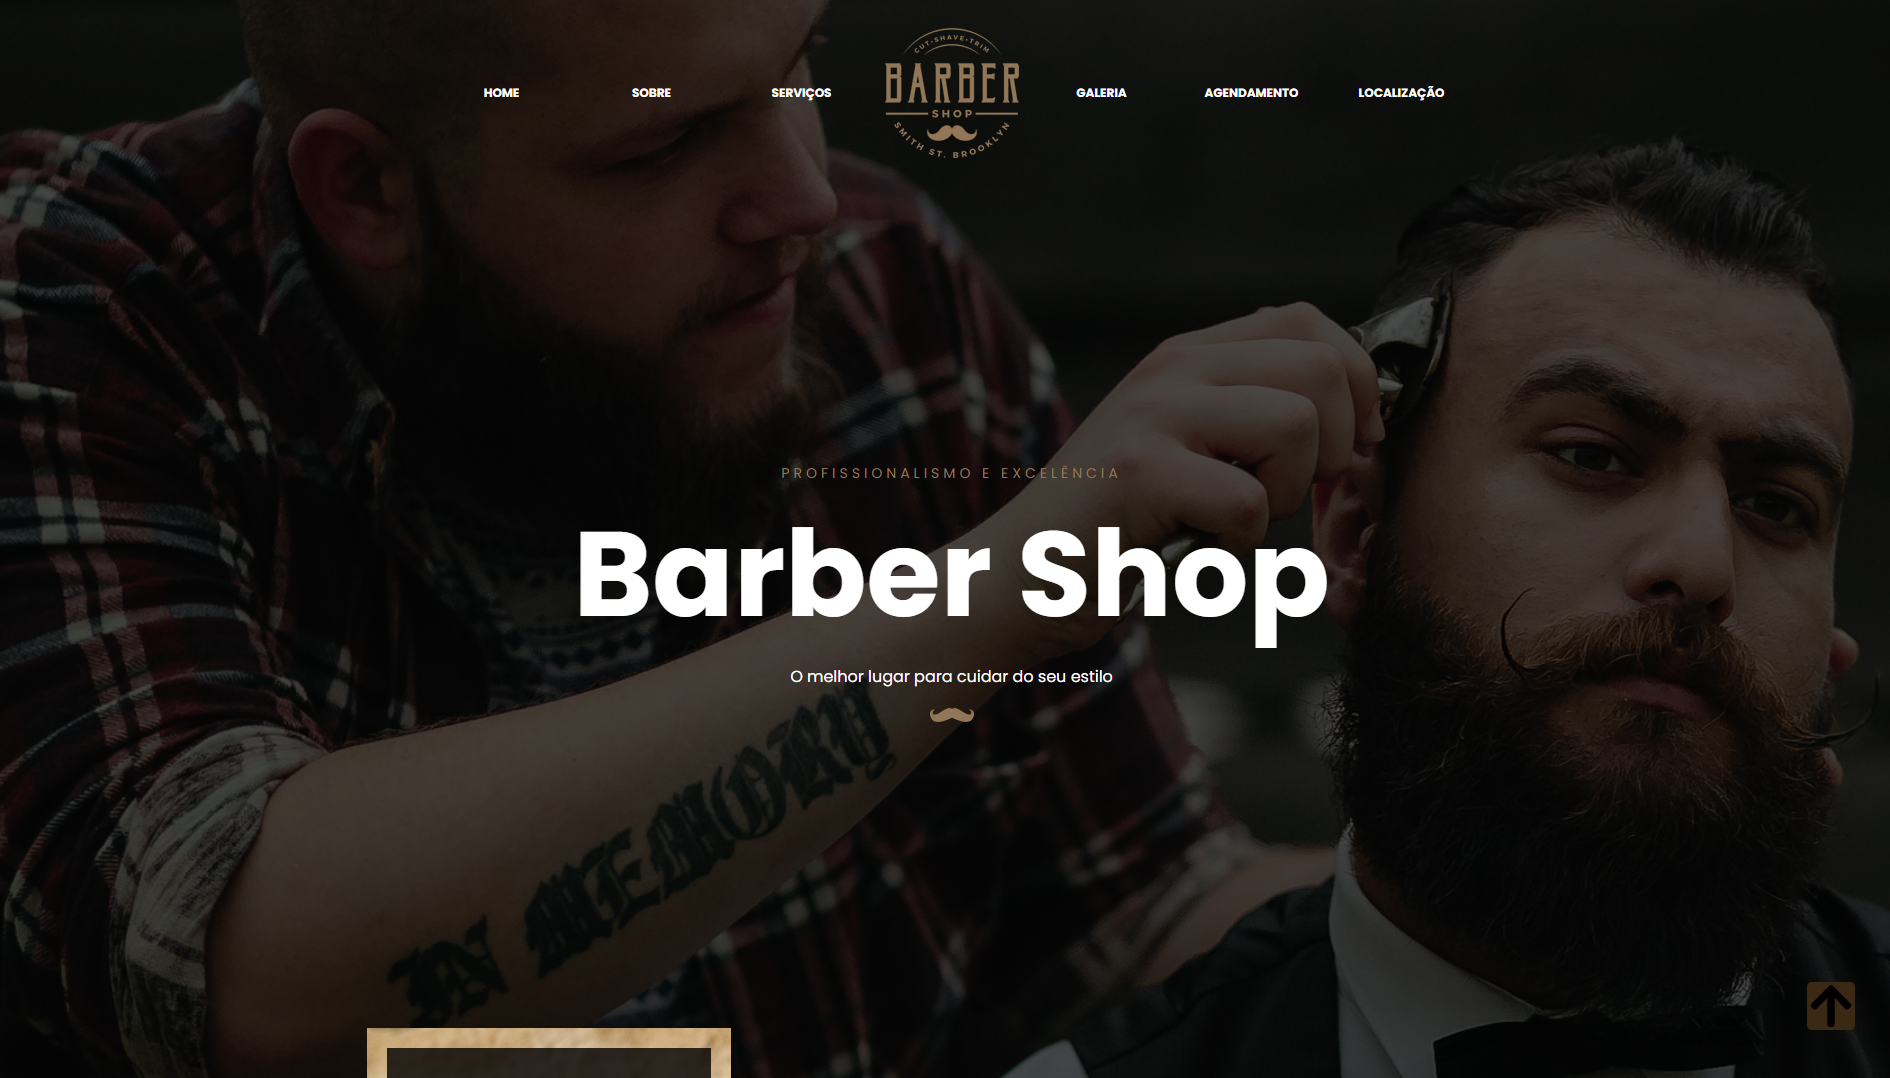 CUT•SHAVE•TRIM
HOME SOBRE SERVIÇOS BARBER GALERIA AGENDAMENTO LOCALIZAÇÃO
SHOP
SMITH ST. BROOKLYN
PROFISSIONALISMO E EXCELÊNCIA
Barber Shop
O melhor lugar para cuidar do seu estilo
IN MEMORY